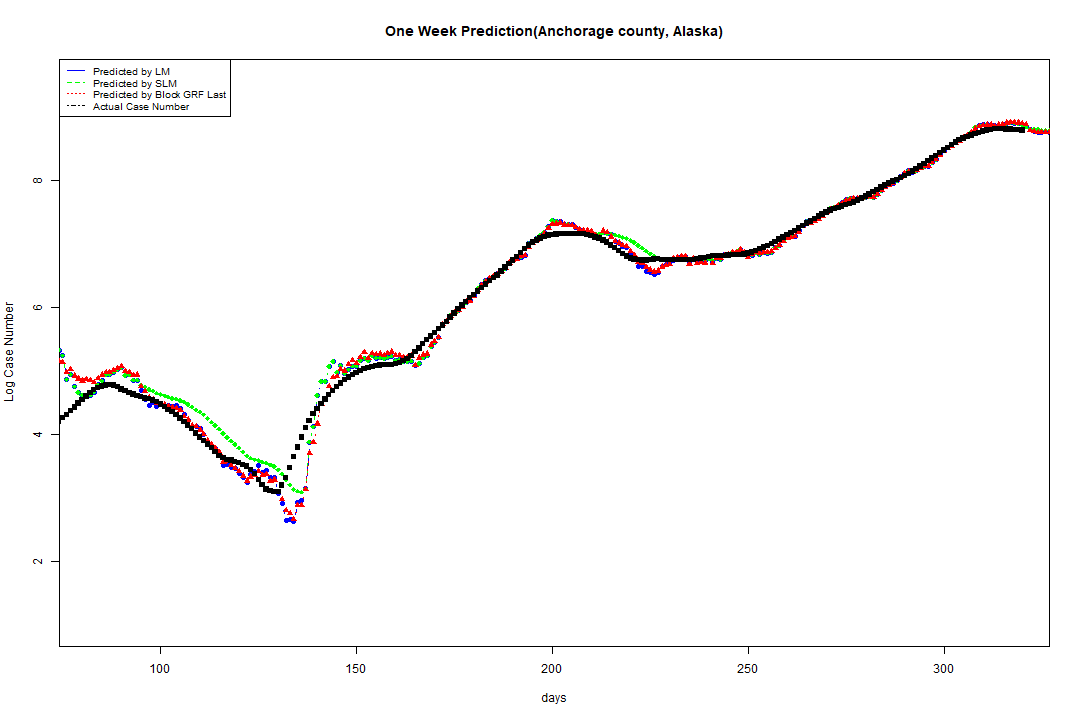 One Week Prediction(Anchorage county, Alaska)
Predicted by LM
Predicted by SLM
Predicted by Block GRF Last
Actual Case Number
8
6
4
2
Log Case Number
100 150 200 250 300
days